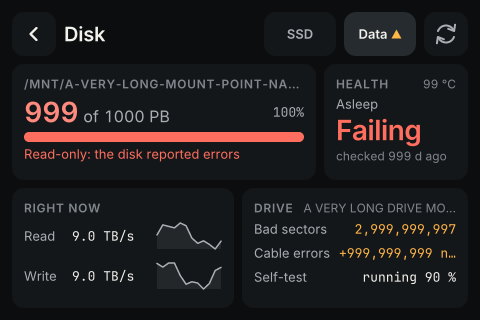 Disk
SSD
Data
/MNT/A-VERY-LONG-MOUNT-POINT-NA...
999 of 1000 PB
100%
Read-only: the disk reported errors
HEALTH 99 °C
Asleep
Failing
checked 999 d ago
RIGHT NOW
Read 9.0 TB/s
Write 9.0 TB/s
DRIVE A VERY LONG DRIVE MO...
Bad sectors 2,999,999,997
Cable errors +999,999,999 n...
Self-test running 90 %